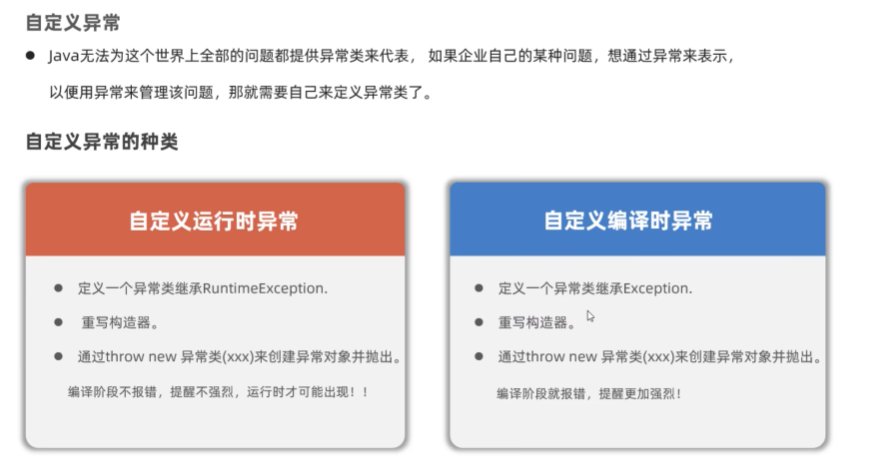 自定义异常
● Java无法为这个世界上全部的问题都提供异常类来代表， 如果企业自己的某种问题，想通过异常来表示，
以便用异常来管理该问题，那就需要自己来定义异常类了。
自定义异常的种类
自定义运行时异常
● 定义一个异常类继承RuntimeException.
● 重写构造器。
● 通过throw new 异常类(xxx)来创建异常对象并抛出。
编译阶段不报错，提醒不强烈，运行时才可能出现！！
自定义编译时异常
● 定义一个异常类继承Exception.
● 重写构造器。
● 通过throw new 异常类(xxx)来创建异常对象并抛出。
编译阶段就报错，提醒更加强烈！